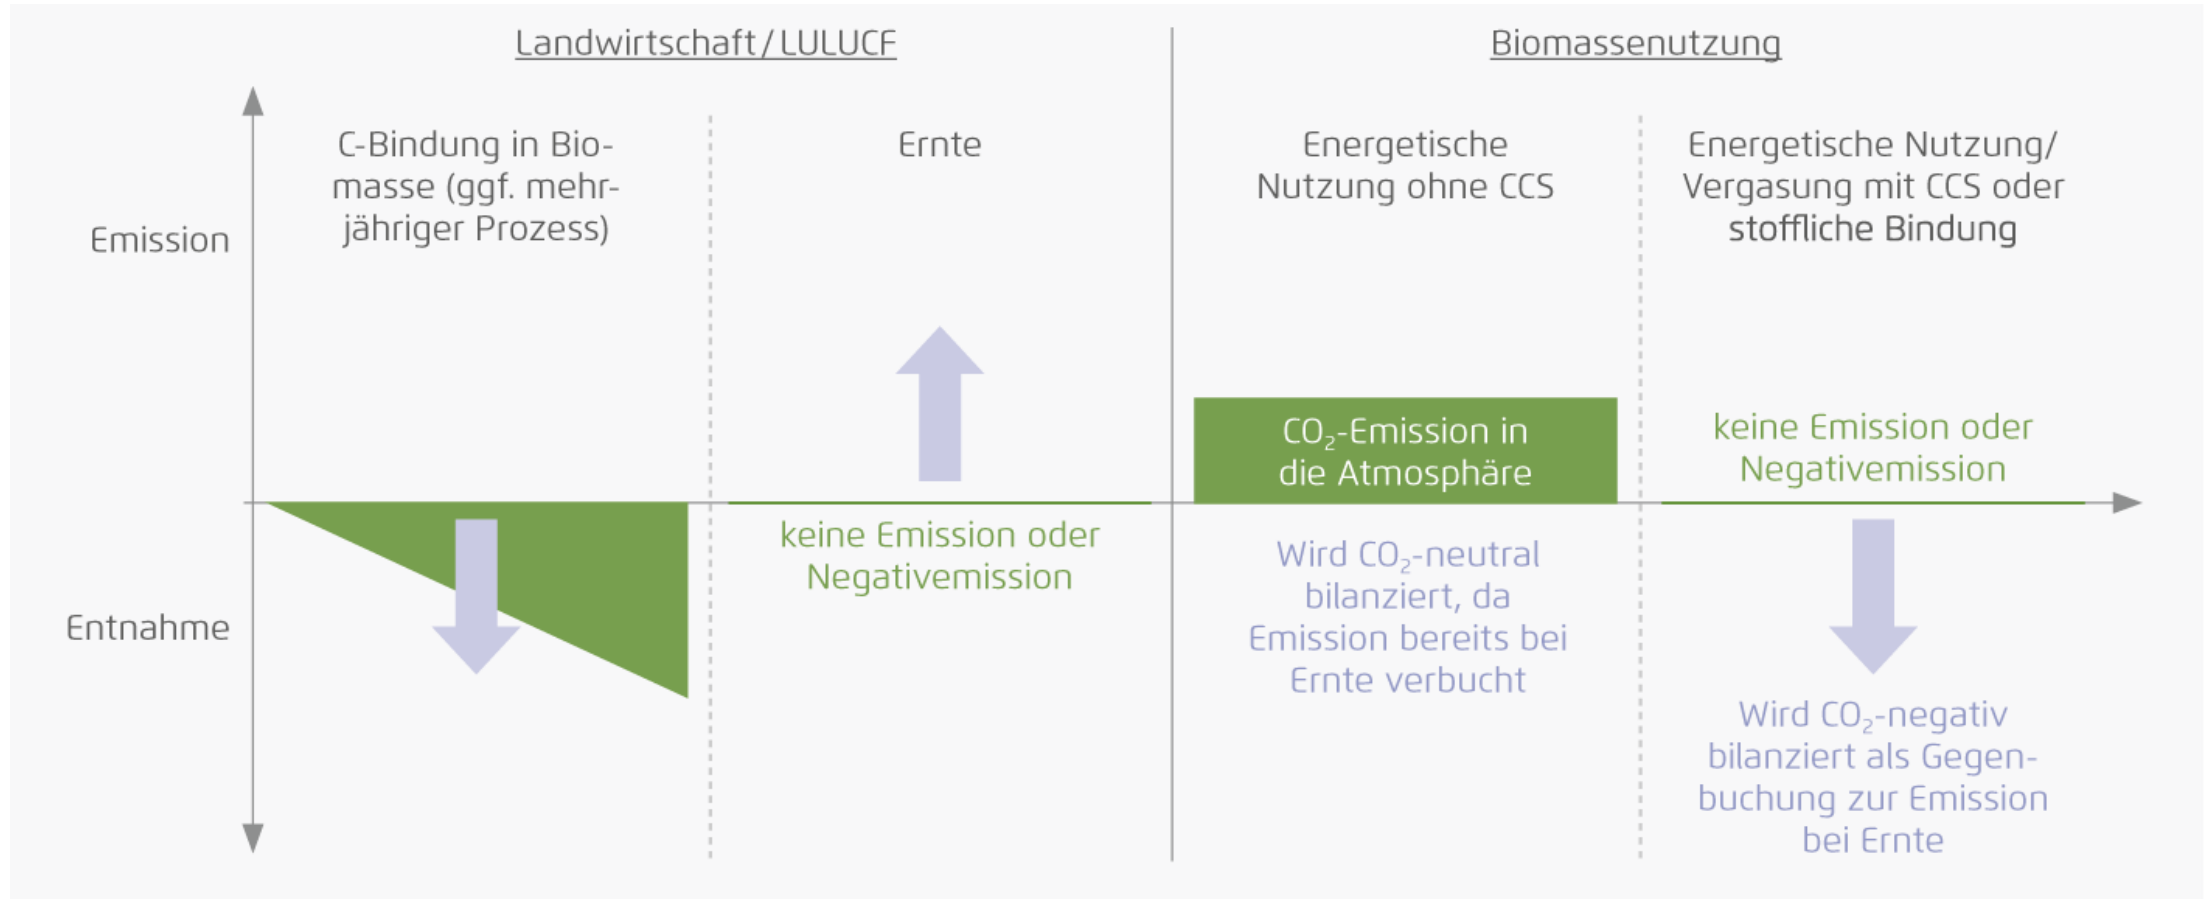 Landwirtschaft/LULUCF
Biomassenutzung
Emission
Entnahme
C-Bindung in Bio-
masse (ggf. mehr-
jähriger Prozess)
Ernte
keine Emission oder
Negativemission
Energetische
Nutzung ohne CCS
CO₂-Emission in
die Atmosphäre
Wird CO₂-neutral
bilanziert, da
Emission bereits bei
Ernte verbucht
Energetische Nutzung/
Vergasung mit CCS oder
stoffliche Bindung
keine Emission oder
Negativemission
Wird CO₂-negativ
bilanziert als Gegen-
buchung zur Emission
bei Ernte